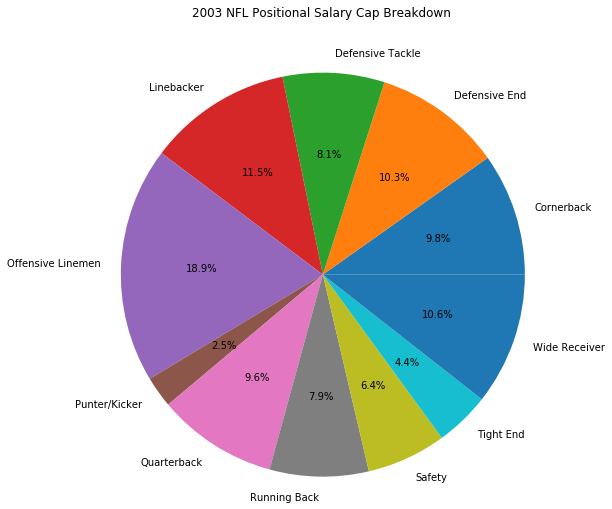 2003 NFL Positional Salary Cap Breakdown
Defensive Tackle
Linebacker
Defensive End
8.1%
11.5%
10.3%
Cornerback
9.8%
Offensive Linemen
18.9%
10.6%
Wide Receiver
2.5%
4.4%
9.6%
6.4%
7.9%
Punter/Kicker
Tight End
Quarterback
Safety
Running Back